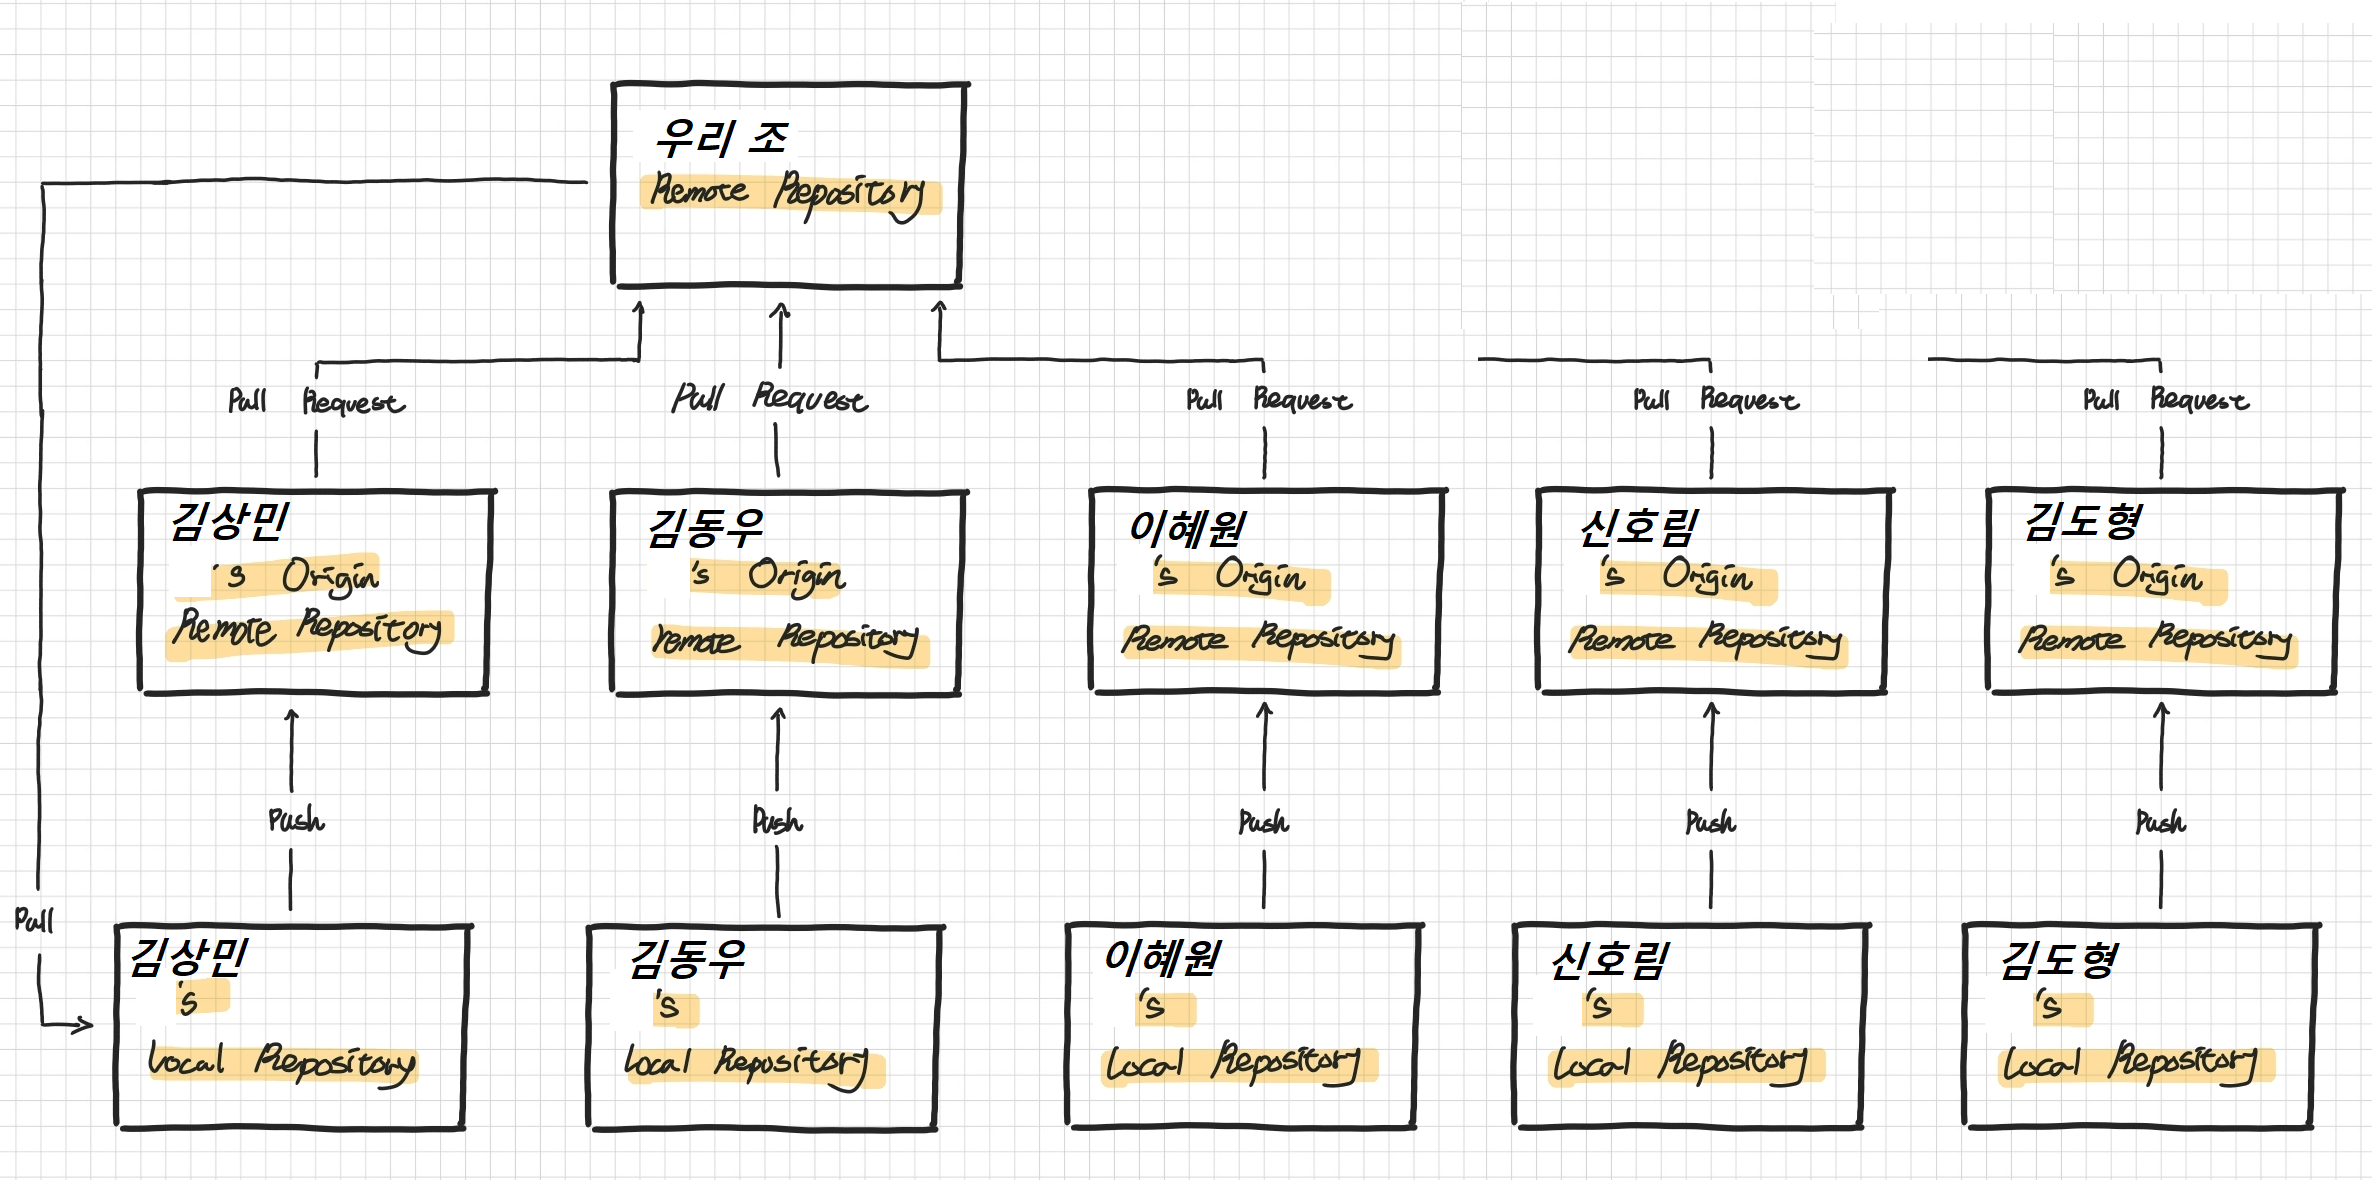 우리 조
Remote Repository
Pull Request
Pull Request
Pull Request
Pull Request
Pull Request
김상민
's Origin
Remote Repository
김동우
's Origin
remote Repository
이혜원
's Origin
Remote Repository
신호림
's Origin
Remote Repository
김도형
's Origin
Remote Repository
Push
Push
Push
Push
Push
Pull
김상민
's
Local Repository
김동우
's
Local Repository
이혜원
's
Local Repository
신호림
's
Local Repository
김도형
's
Local Repository